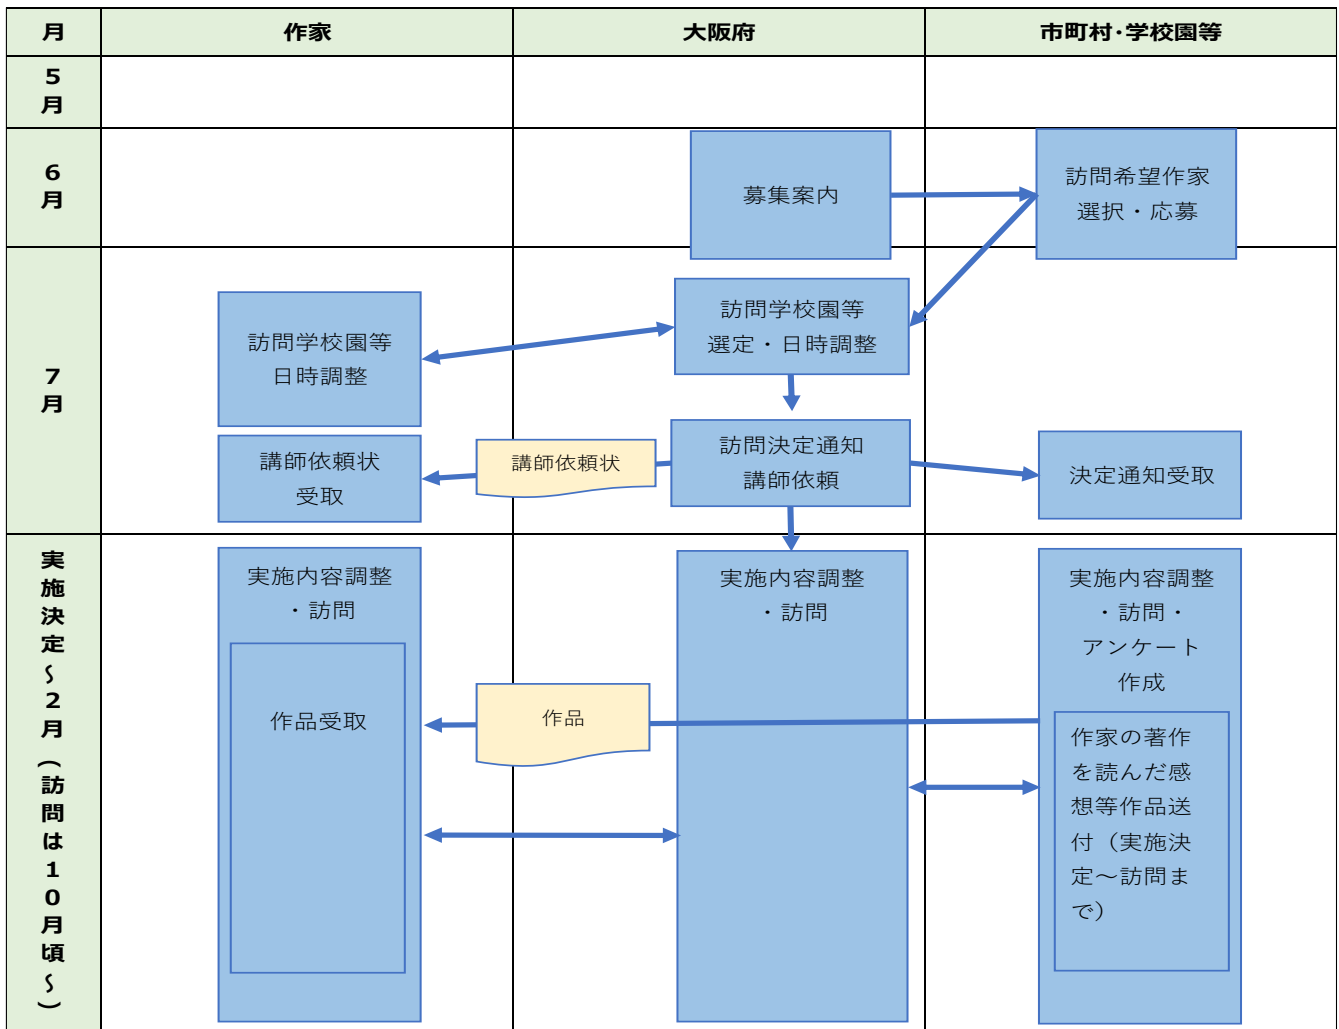 月
作家
大阪府
市町村・学校園等
5
月
6
月
募集案内
訪問希望作家
選択・応募
7
月
訪問学校園等
日時調整
訪問学校園等
選定・日時調整
講師依頼状
受取
講師依頼状
訪問決定通知
講師依頼
決定通知受取
実施決定～2月(訪問は10月頃～)
実施内容調整
・訪問
作品受取
作品
実施内容調整
・訪問
実施内容調整
・訪問・
アンケート
作成
作家の著作
を読んだ感
想等作品送
付（実施決
定～訪問ま
で）